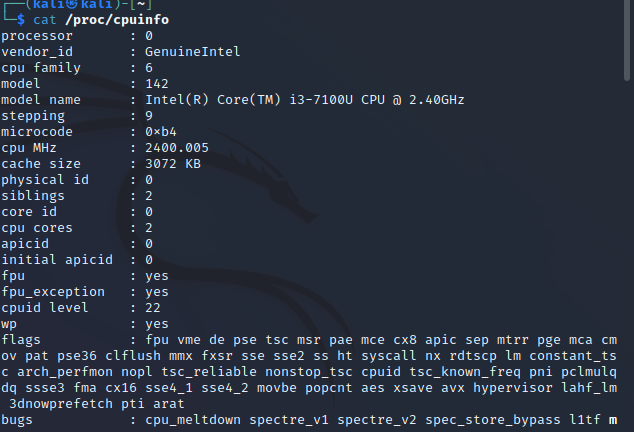 ┌──(kali㉿kali)-[~]
└─$ cat /proc/cpuinfo
processor : 0
vendor_id : GenuineIntel
cpu family : 6
model : 142
model name : Intel(R) Core(TM) i3-7100U CPU @ 2.40GHz
stepping : 9
microcode : 0xb4
cpu MHz : 2400.005
cache size : 3072 KB
physical id : 0
siblings : 2
core id : 0
cpu cores : 2
apicid : 0
initial apicid : 0
fpu : yes
fpu_exception : yes
cpuid level : 22
wp : yes
flags : fpu vme de pse tsc msr pae mce cx8 apic sep mtrr pge mca cm
ov pat pse36 clflush mmx fxsr sse sse2 ss ht syscall nx rdtscp lm constant_ts
c arch_perfmon nopl tsc_reliable nonstop_tsc cpuid tsc_known_freq pni pclmulq
dq ssse3 fma cx16 sse4_1 sse4_2 movbe popcnt aes xsave avx hypervisor lahf_lm
3dnowprefetch pti arat
bugs : cpu_meltdown spectre_v1 spectre_v2 spec_store_bypass l1tf m